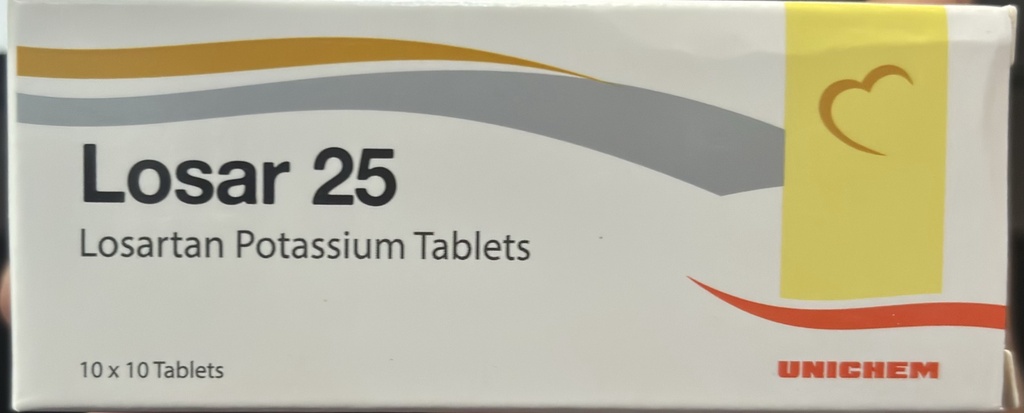 Losar 25
Losartan Potassium Tablets
10 x 10 Tablets
UNICHEM